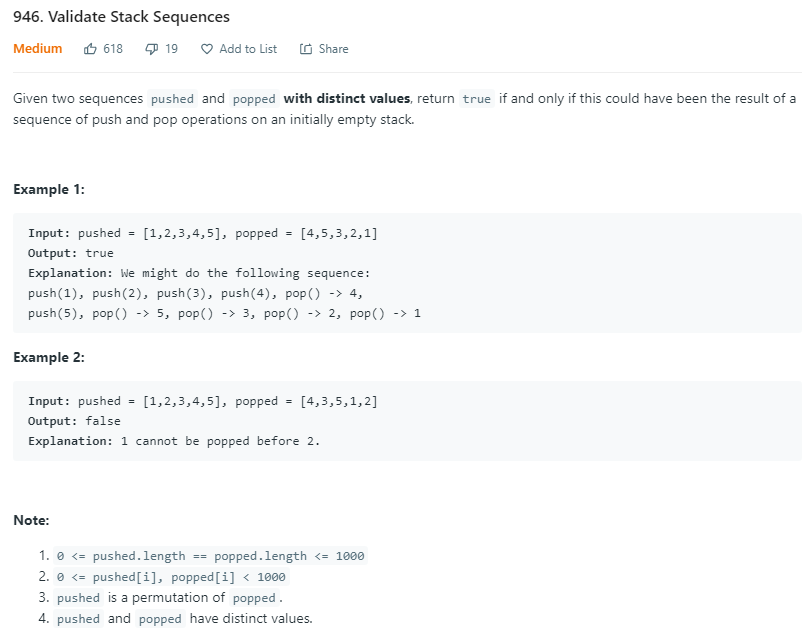 946. Validate Stack Sequences
Medium 618 19 Add to List Share
Given two sequences pushed and popped with distinct values, return true if and only if this could have been the result of a
sequence of push and pop operations on an initially empty stack.
Example 1:
Input: pushed = [1,2,3,4,5], popped = [4,5,3,2,1]
Output: true
Explanation: We might do the following sequence:
push(1), push(2), push(3), push(4), pop() -> 4,
push(5), pop() -> 5, pop() -> 3, pop() -> 2, pop() -> 1
Example 2:
Input: pushed = [1,2,3,4,5], popped = [4,3,5,1,2]
Output: false
Explanation: 1 cannot be popped before 2.
Note:
1. 0 <= pushed.length == popped.length <= 1000
2. 0 <= pushed[i], popped[i] < 1000
3. pushed is a permutation of popped.
4. pushed and popped have distinct values.